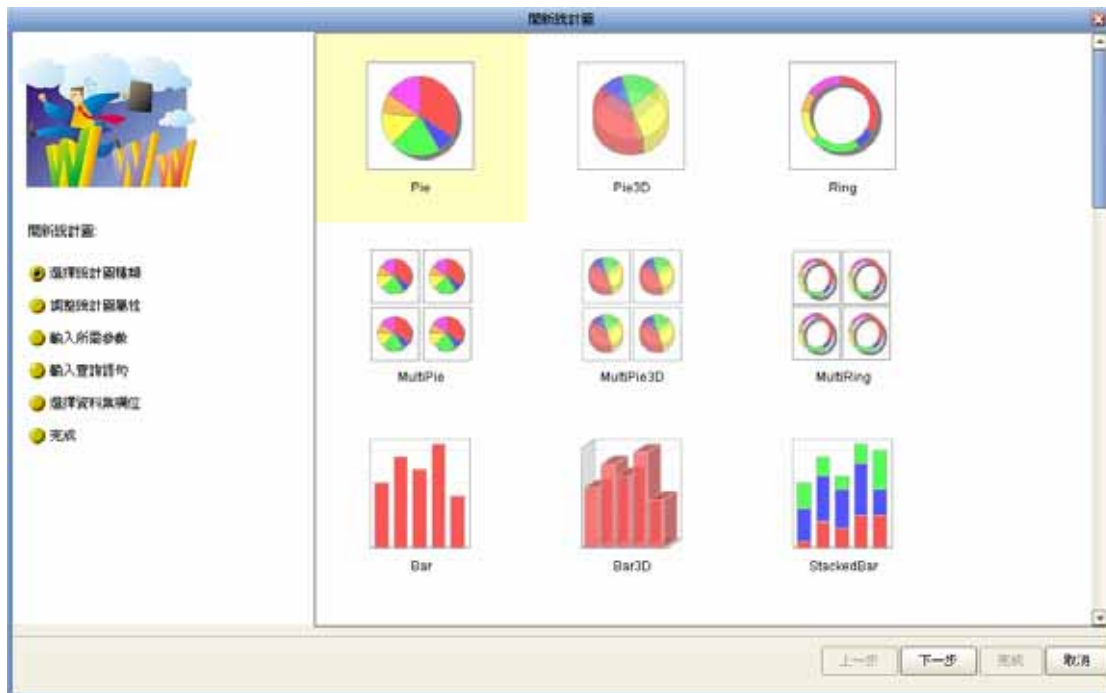 開新統計圖
開新統計圖:
選擇統計圖種類
調整統計圖屬性
輸入所需參數
輸入查詢語句
選擇資料集欄位
完成
Pie
Pie3D
Ring
MultiPie
MultiPie3D
MultiRing
Bar
Bar3D
StackedBar
上一步
下一步
完成
取消